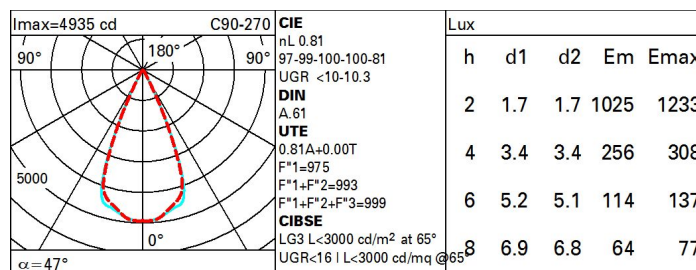 Imax=4935 cd C90-270
90° 180° 90°
5000
0°
α=47°
CIE
nL 0.81
97-99-100-100-81
UGR <10-10.3
DIN
A.61
UTE
0.81A+0.00T
F"1=975
F"1+F"2=993
F"1+F"2+F"3=999
CIBSE
LG3 L<3000 cd/m² at 65°
UGR<16 | L<3000 cd/mq @65°
Lux
h d1 d2 Em Emax
2 1.7 1.7 1025 1233
4 3.4 3.4 256 308
6 5.2 5.1 114 137
8 6.9 6.8 64 77